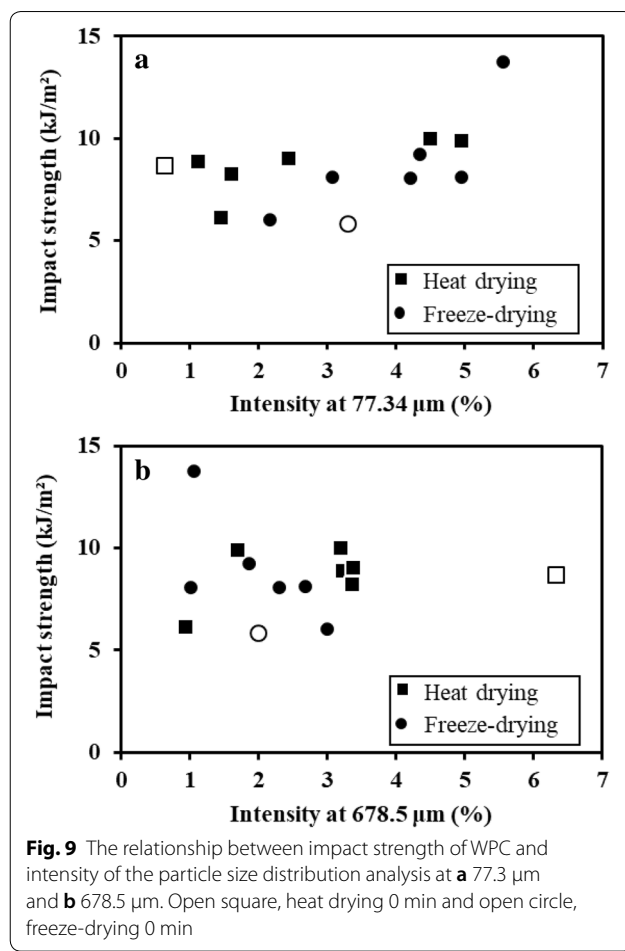 15
a
10
5
0
Impact strength (kJ/m²)
Heat drying
Freeze-drying
0 1 2 3 4 5 6 7
Intensity at 77.34 μm (%)
15
b
10
5
0
Impact strength (kJ/m²)
Heat drying
Freeze-drying
0 1 2 3 4 5 6 7
Intensity at 678.5 μm (%)
Fig. 9 The relationship between impact strength of WPC and
intensity of the particle size distribution analysis at a 77.3 μm
and b 678.5 μm. Open square, heat drying 0 min and open circle,
freeze-drying 0 min